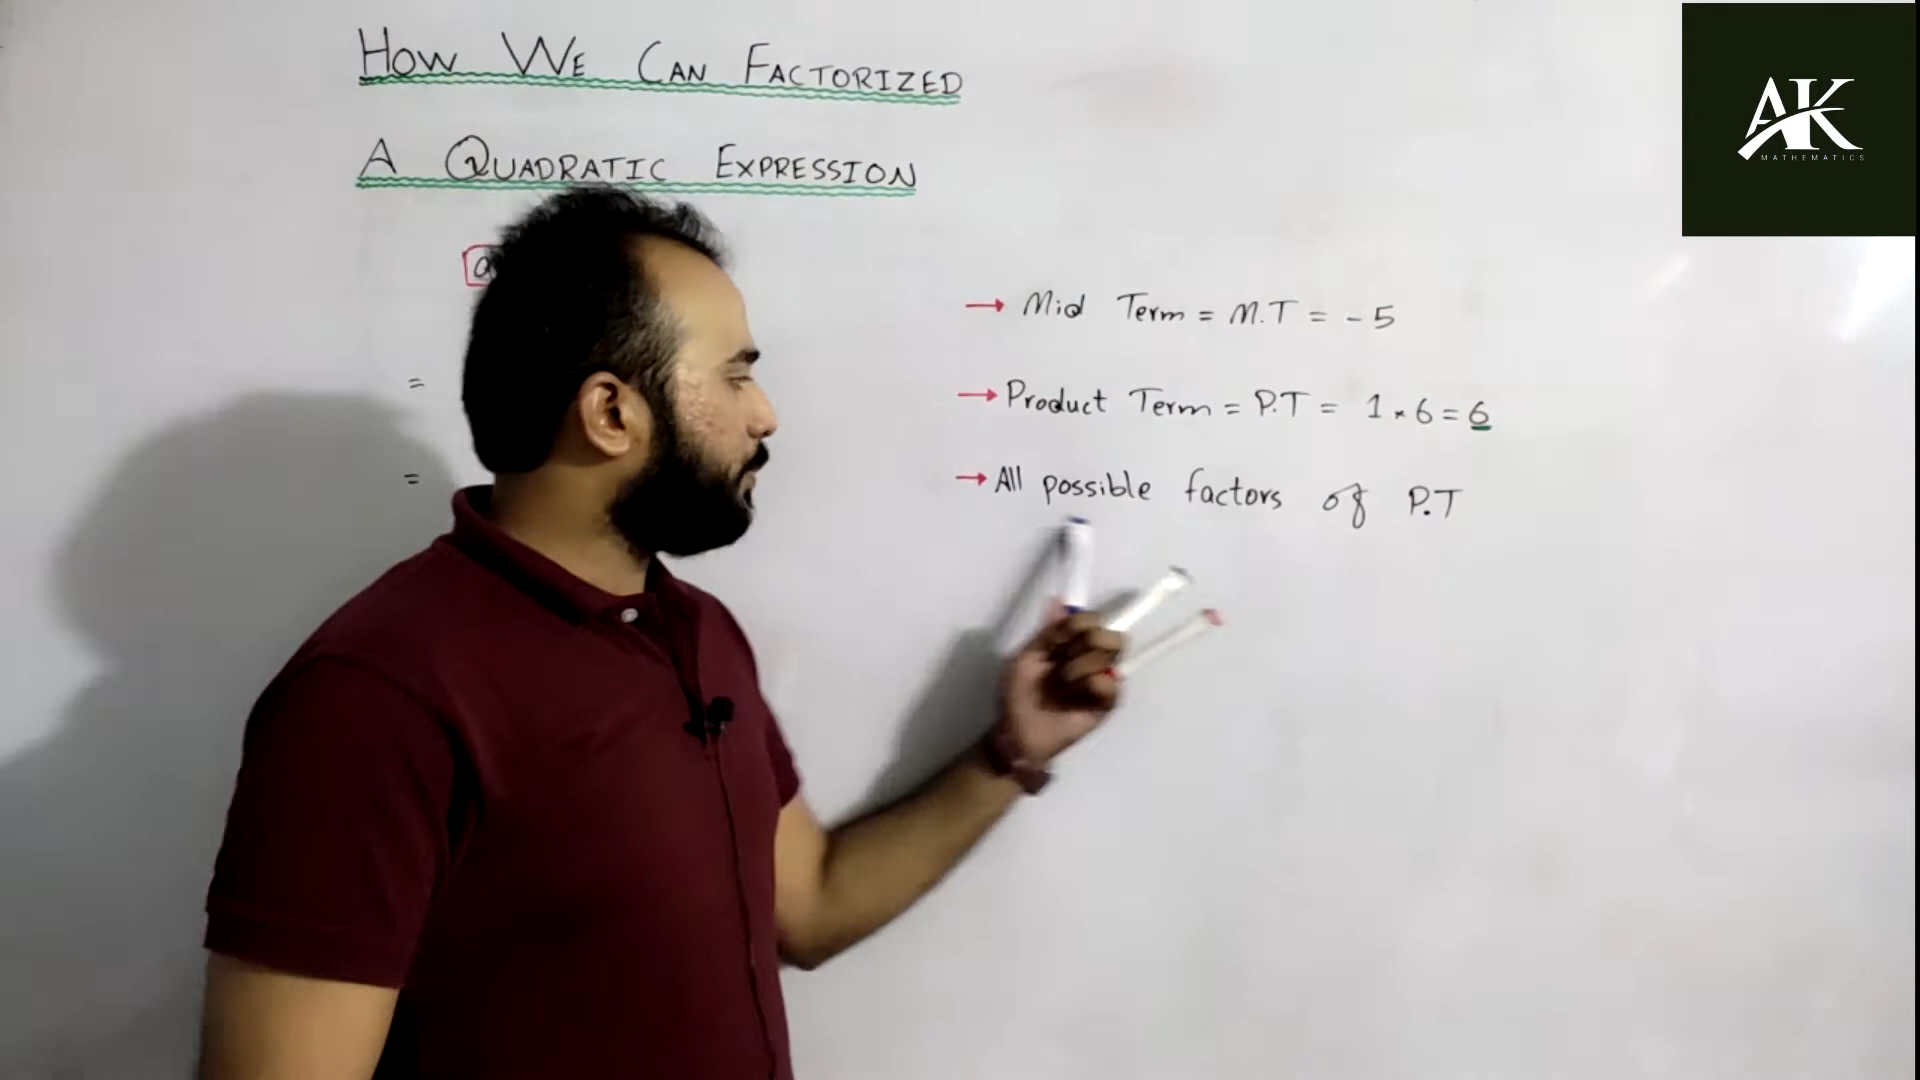 HOW WE CAN FACTORIZED
A QUADRATIC EXPRESSION
AK
MATHEMATICS
a
→ Mid Term = M.T = - 5
=
→ Product Term = P.T = 1 × 6 = 6
=
→ All possible factors of P.T